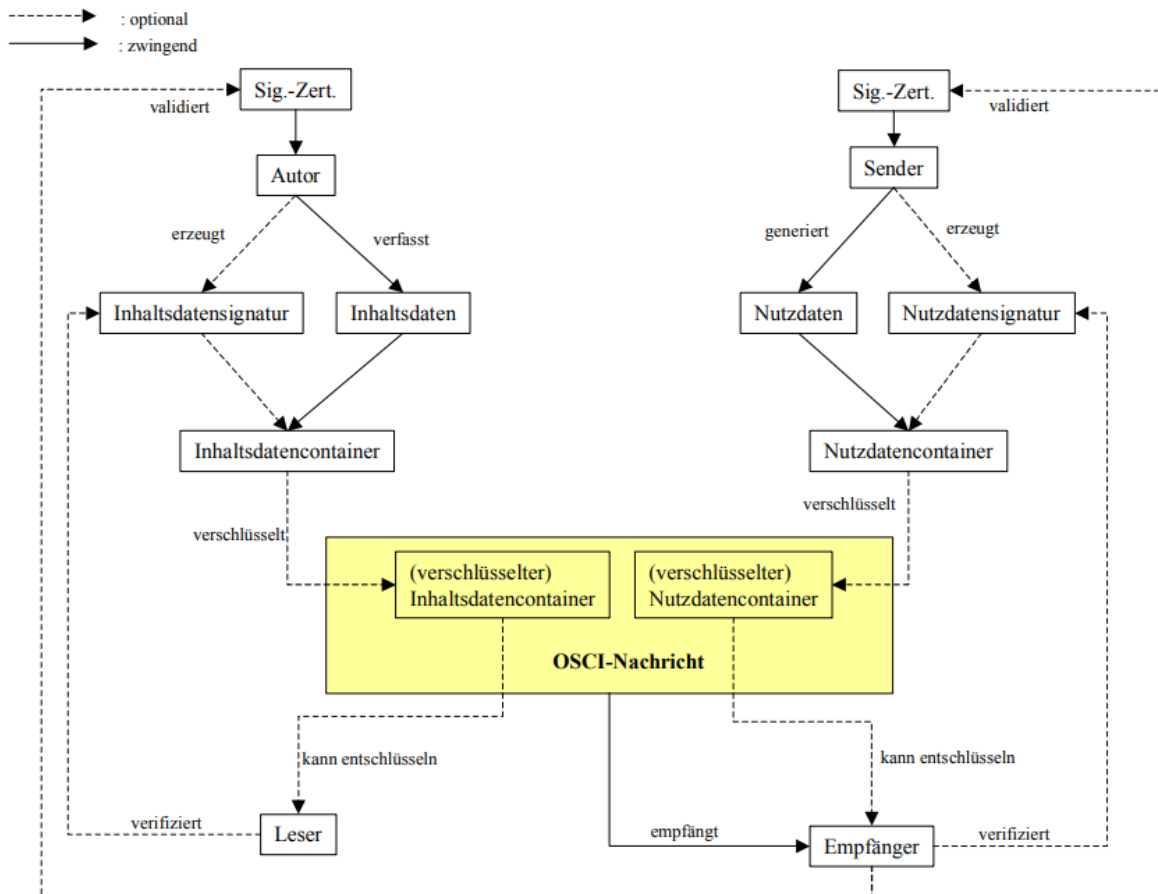 : optional
: zwingend
Sig.-Zert.
Sig.-Zert.
validiert
validiert
Autor
Sender
erzeugt
verfasst
generiert
erzeugt
Inhaltsdatensignatur
Inhaltsdaten
Nutzdaten
Nutzdatensignatur
Inhaltsdatencontainer
Nutzdatencontainer
verschlüsselt
verschlüsselt
(verschlüsselter)
Inhaltsdatencontainer
(verschlüsselter)
Nutzdatencontainer
OSCI-Nachricht
kann entschlüsseln
kann entschlüsseln
verifiziert
Leser
empfängt
Empfänger
verifiziert